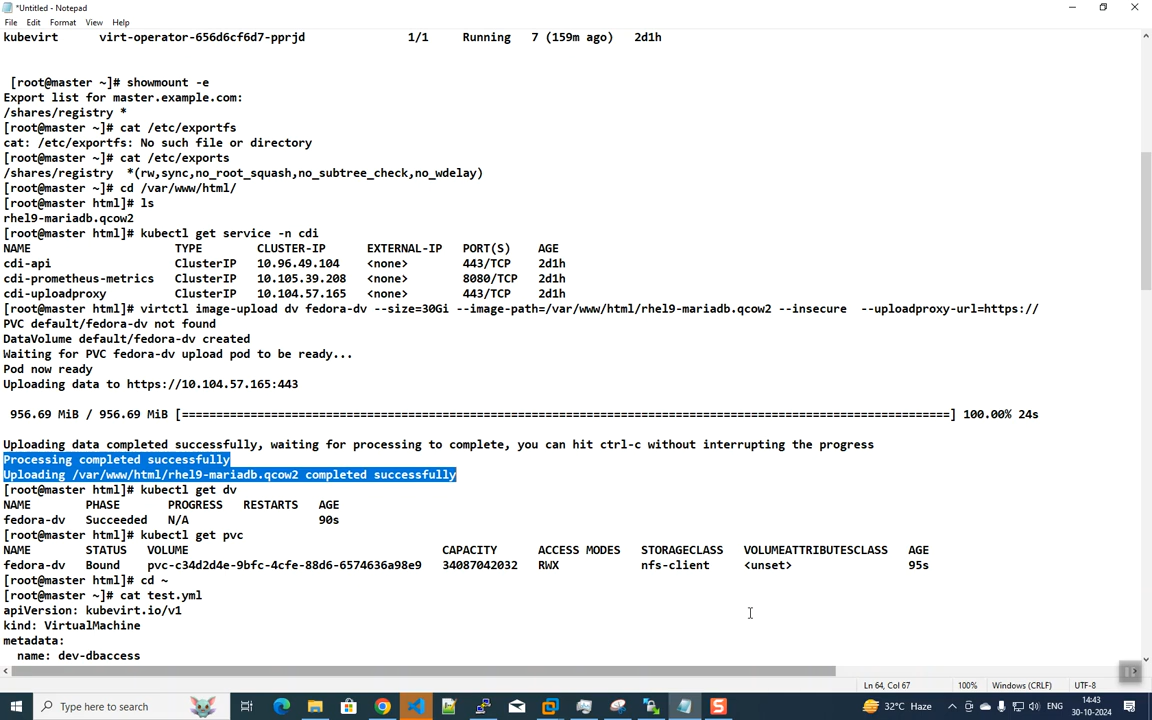 *Untitled - Notepad
File Edit Format View Help
kubevirt virt-operator-656d6cf6d7-pprjd 1/1 Running 7 (159m ago) 2d1h
[root@master ~]# showmount -e
Export list for master.example.com:
/shares/registry *
[root@master ~]# cat /etc/exportfs
cat: /etc/exportfs: No such file or directory
[root@master ~]# cat /etc/exports
/shares/registry *(rw,sync,no_root_squash,no_subtree_check,no_wdelay)
[root@master ~]# cd /var/www/html/
[root@master html]# ls
rhel9-mariadb.qcow2
[root@master html]# kubectl get service -n cdi
NAME TYPE CLUSTER-IP EXTERNAL-IP PORT(S) AGE
cdi-api ClusterIP 10.96.49.104 <none> 443/TCP 2d1h
cdi-prometheus-metrics ClusterIP 10.105.39.208 <none> 8080/TCP 2d1h
cdi-uploadproxy ClusterIP 10.104.57.165 <none> 443/TCP 2d1h
[root@master html]# virtctl image-upload dv fedora-dv --size=30Gi --image-path=/var/www/html/rhel9-mariadb.qcow2 --insecure --uploadproxy-url=https://
PVC default/fedora-dv not found
DataVolume default/fedora-dv created
Waiting for PVC fedora-dv upload pod to be ready...
Pod now ready
Uploading data to https://10.104.57.165:443
956.69 MiB / 956.69 MiB [==================================================================================================================] 100.00% 24s
Uploading data completed successfully, waiting for processing to complete, you can hit ctrl-c without interrupting the progress
Processing completed successfully
Uploading /var/www/html/rhel9-mariadb.qcow2 completed successfully
[root@master html]# kubectl get dv
NAME PHASE PROGRESS RESTARTS AGE
fedora-dv Succeeded N/A 90s
[root@master html]# kubectl get pvc
NAME STATUS VOLUME CAPACITY ACCESS MODES STORAGECLASS VOLUMEATTRIBUTESCLASS AGE
fedora-dv Bound pvc-c34d2d4e-9bfc-4cfe-88d6-6574636a98e9 34087042032 RWX nfs-client <unset> 95s
[root@master html]# cd ~
[root@master ~]# cat test.yml
apiVersion: kubevirt.io/v1
kind: VirtualMachine
metadata:
name: dev-dbaccess
Ln 64, Col 67 100% Windows (CRLF) UTF-8
Type here to search 32°C Haze ENG 14:43
30-10-2024